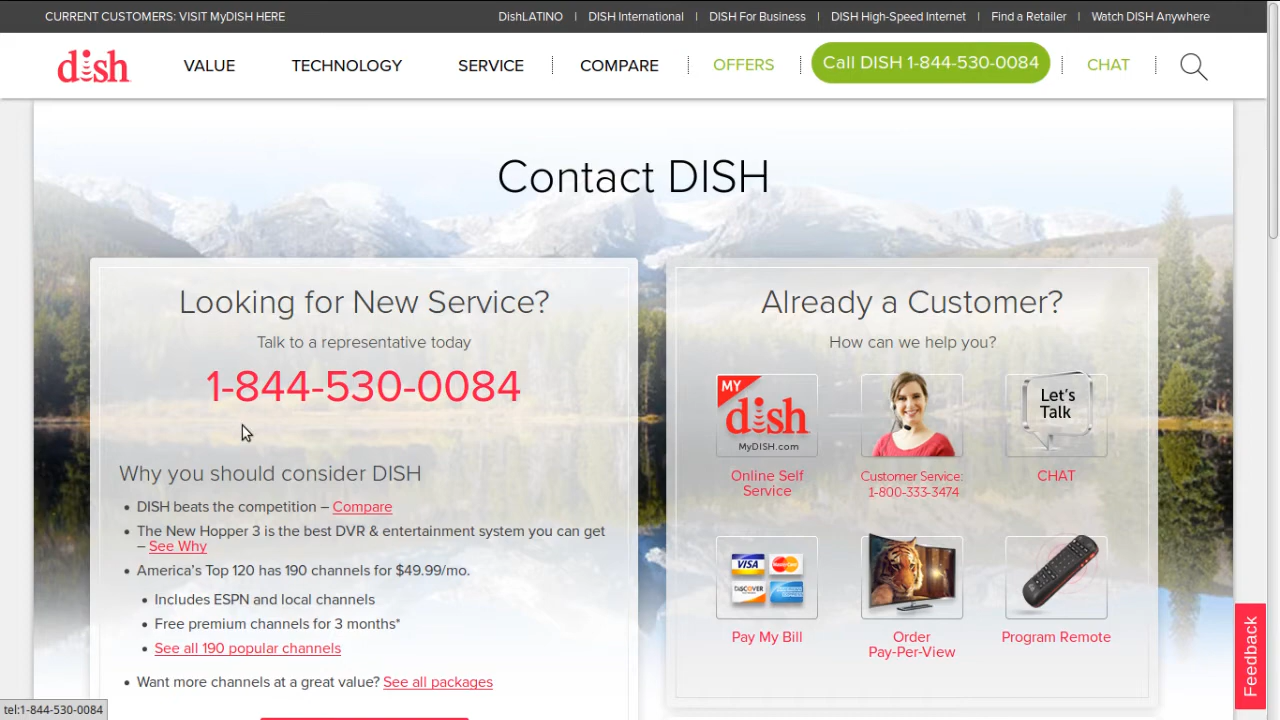 CURRENT CUSTOMERS: VISIT MyDISH HERE
DishLATINO | DISH International | DISH For Business | DISH High-Speed Internet | Find a Retailer | Watch DISH Anywhere
dish
VALUE
TECHNOLOGY
SERVICE
COMPARE
OFFERS
Call DISH 1-844-530-0084
CHAT
Contact DISH
Looking for New Service?
Talk to a representative today
1-844-530-0084
Why you should consider DISH
• DISH beats the competition – Compare
• The New Hopper 3 is the best DVR & entertainment system you can get
– See Why
• America's Top 120 has 190 channels for $49.99/mo.
• Includes ESPN and local channels
• Free premium channels for 3 months*
• See all 190 popular channels
• Want more channels at a great value? See all packages
Already a Customer?
How can we help you?
MY
dish
MyDISH.com
Online Self
Service
Customer Service:
1-800-333-3474
Let's
Talk
CHAT
VISA
MasterCard
DISCOVER
Pay My Bill
Order
Pay-Per-View
Program Remote
Feedback
tel:1-844-530-0084